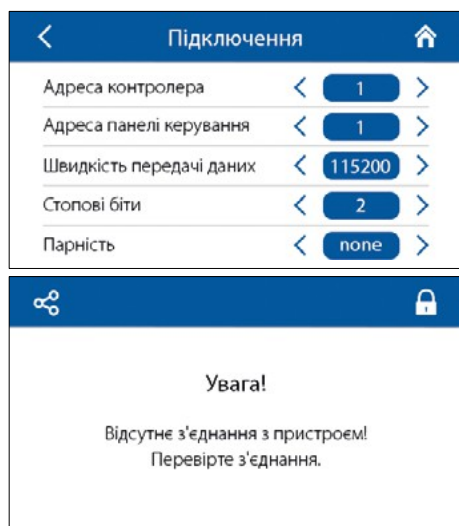 Підключення
Адреса контролера 1
Адреса панелі керування 1
Швидкість передачі даних 115200
Стопові біти 2
Парність none
Увага!
Відсутнє з'єднання з пристроєм!
Перевірте з'єднання.